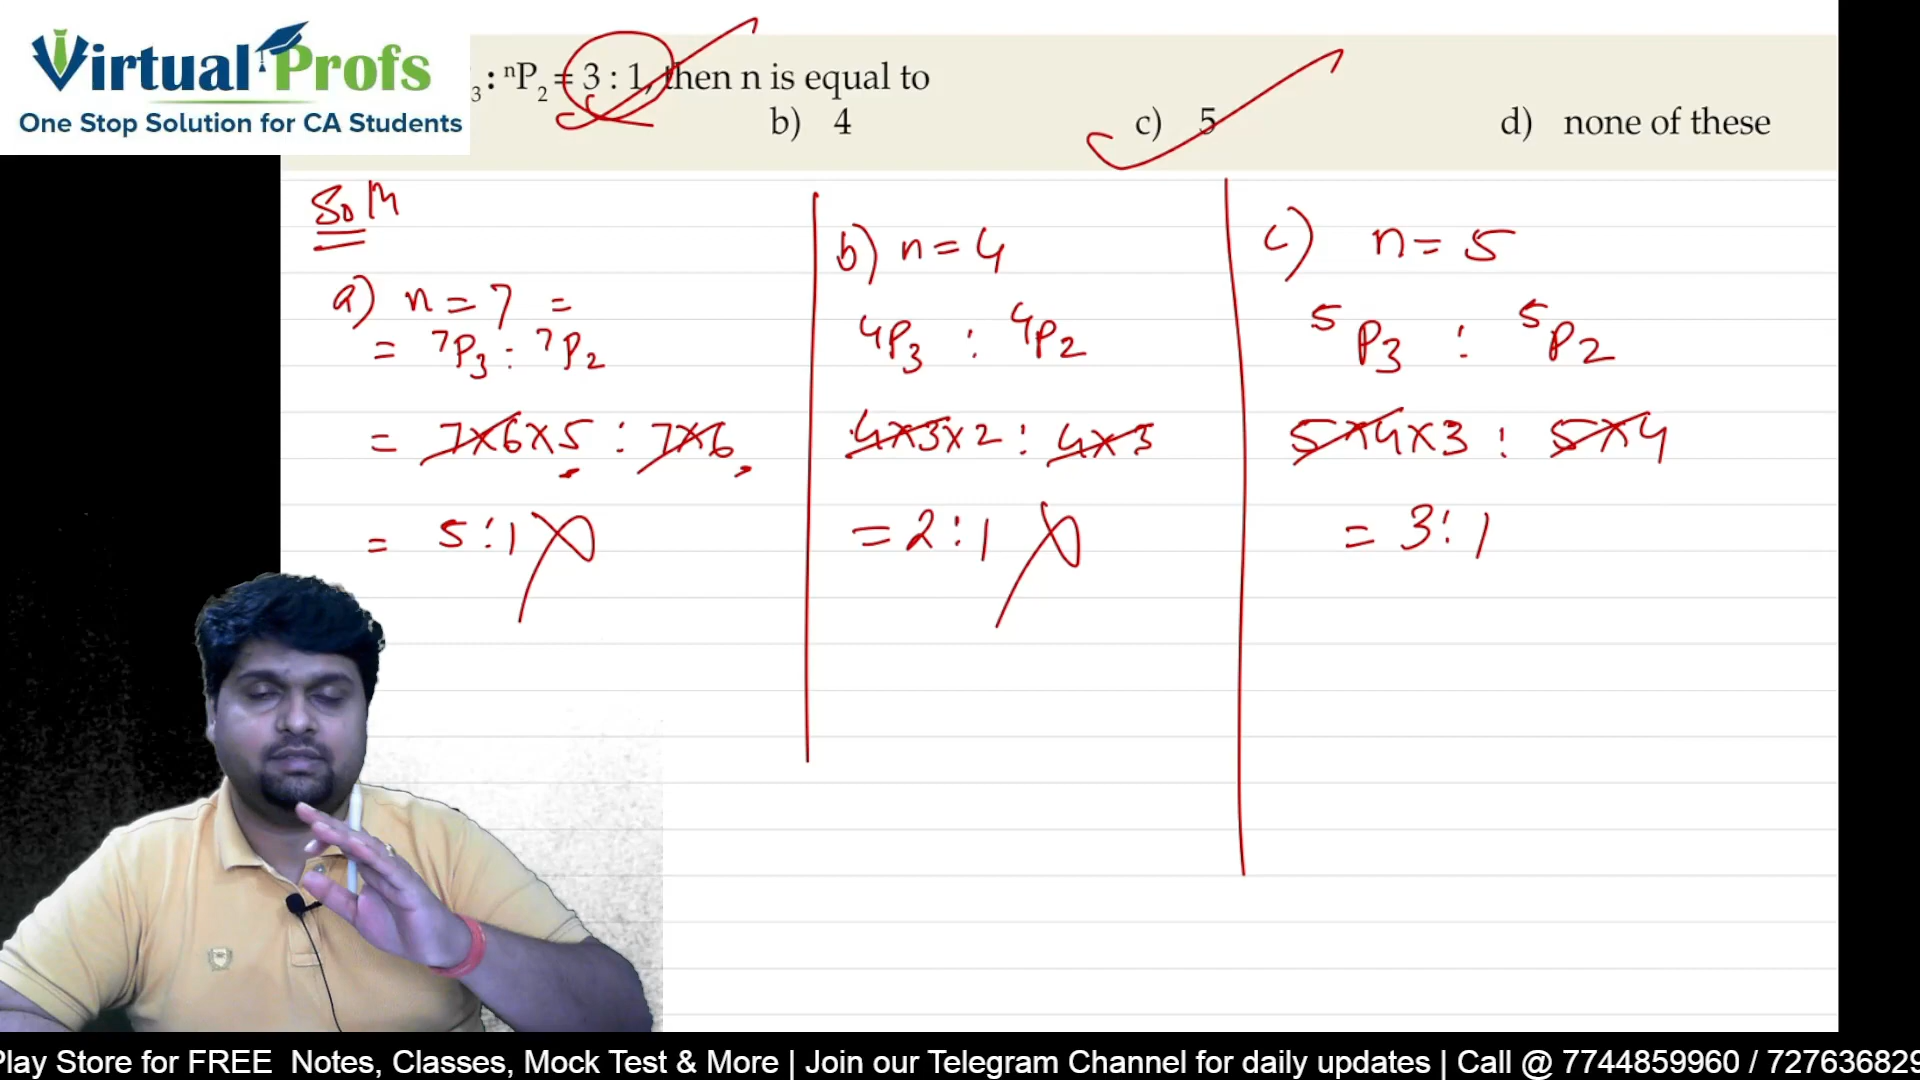 Virtual Profs
One Stop Solution for CA Students
3 : ⁿP₂ = 3 : 1, then n is equal to
b) 4 c) 5 d) none of these
Solⁿ
a) n = 7 =
= ⁷P₃ : ⁷P₂
= 7×6×5 : 7×6
= 5:1
b) n = 4
⁴P₃ : ⁴P₂
4×3×2 : 4×3
= 2:1
c) n = 5
⁵P₃ : ⁵P₂
5×4×3 : 5×4
= 3:1
Play Store for FREE Notes, Classes, Mock Test & More | Join our Telegram Channel for daily updates | Call @ 7744859960 / 727636829